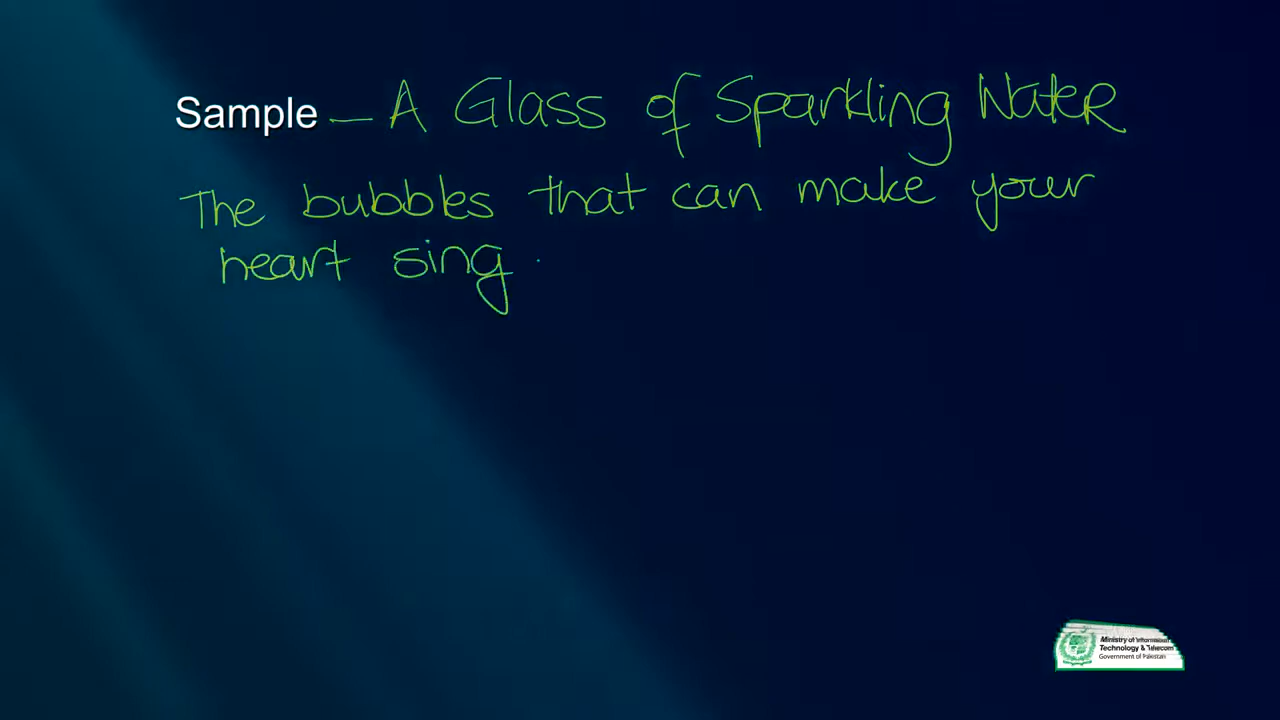 Sample — A Glass of Sparkling Water
The bubbles that can make your
heart sing.
Ministry of Information
Technology & Telecom
Government of Pakistan